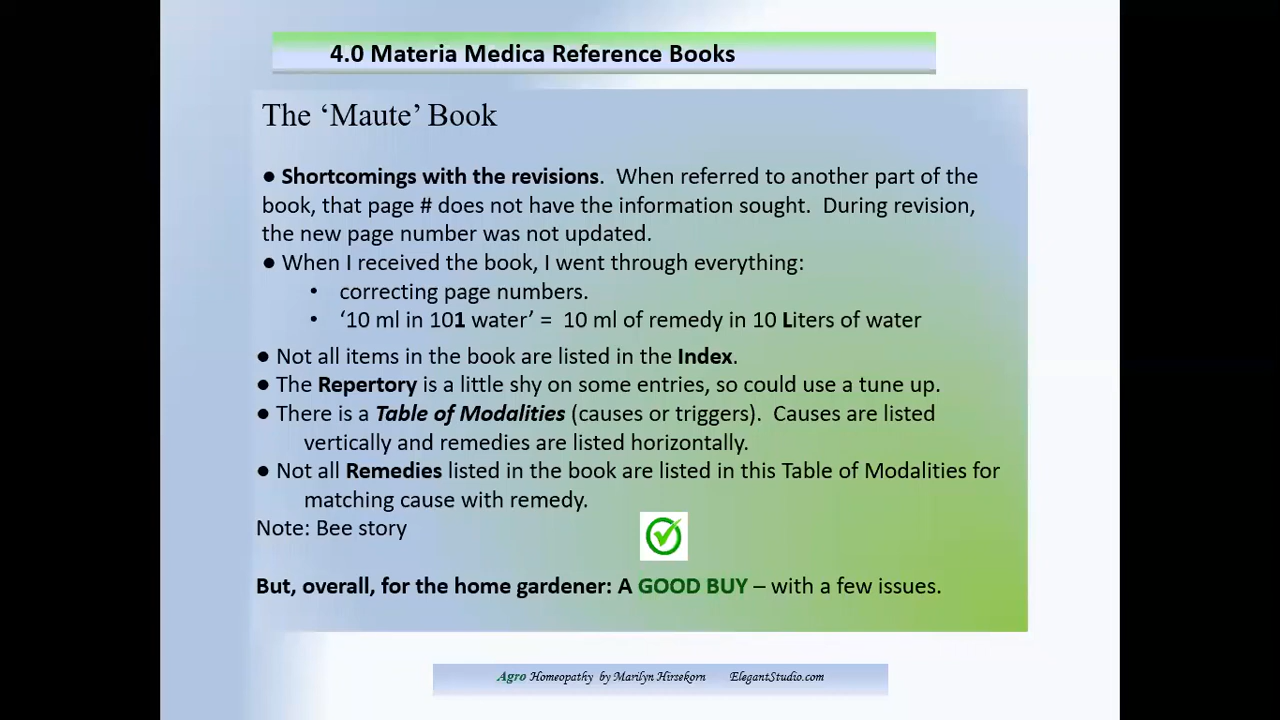 4.0 Materia Medica Reference Books
The ‘Maute’ Book
● Shortcomings with the revisions.  When referred to another part of the
book, that page # does not have the information sought.  During revision,
the new page number was not updated.
● When I received the book, I went through everything:
• correcting page numbers.
• ‘10 ml in 101 water’ =  10 ml of remedy in 10 Liters of water
● Not all items in the book are listed in the Index.
● The Repertory is a little shy on some entries, so could use a tune up.
● There is a Table of Modalities (causes or triggers).  Causes are listed
vertically and remedies are listed horizontally.
● Not all Remedies listed in the book are listed in this Table of Modalities for
matching cause with remedy.
Note: Bee story
But, overall, for the home gardener: A GOOD BUY – with a few issues.
Agro Homeopathy by Marilyn Hirsekorn ElegantStudio.com